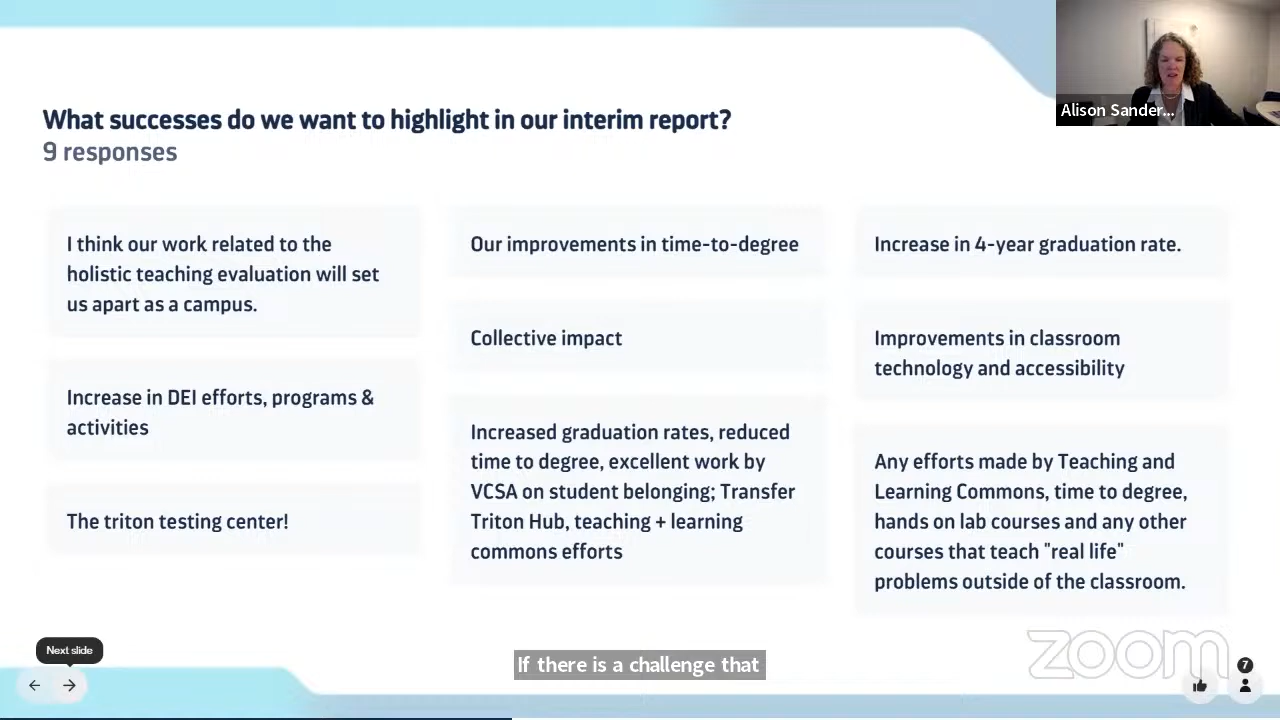 Alison Sander...
What successes do we want to highlight in our interim report?
9 responses
I think our work related to the
holistic teaching evaluation will set
us apart as a campus.
Increase in DEI efforts, programs &
activities
The triton testing center!
Our improvements in time-to-degree
Collective impact
Increased graduation rates, reduced
time to degree, excellent work by
VCSA on student belonging; Transfer
Triton Hub, teaching + learning
commons efforts
Increase in 4-year graduation rate.
Improvements in classroom
technology and accessibility
Any efforts made by Teaching and
Learning Commons, time to degree,
hands on lab courses and any other
courses that teach "real life"
problems outside of the classroom.
Next slide
If there is a challenge that
zoom
7